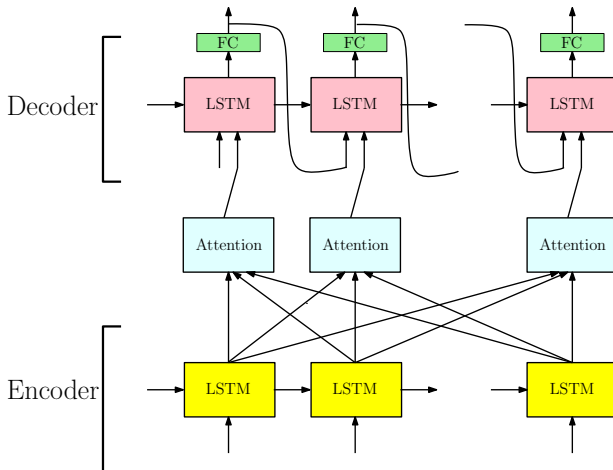 FC FC FC
Decoder LSTM LSTM LSTM
Attention Attention Attention
Encoder LSTM LSTM LSTM